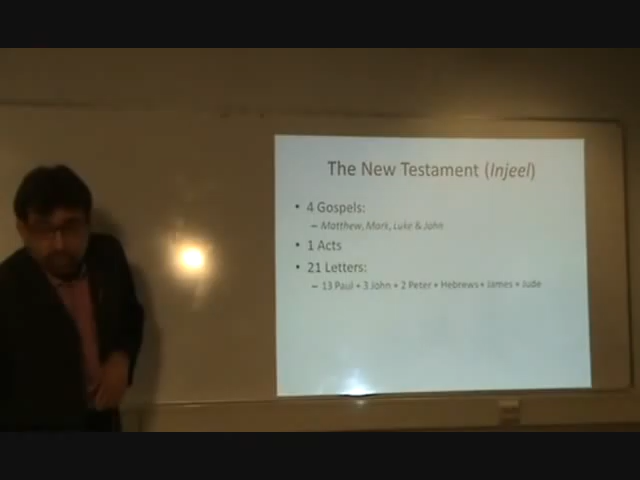 The New Testament (Injeel)
• 4 Gospels:
– Matthew, Mark, Luke & John
• 1 Acts
• 21 Letters:
– 13 Paul + 3 John + 2 Peter + Hebrews + James + Jude